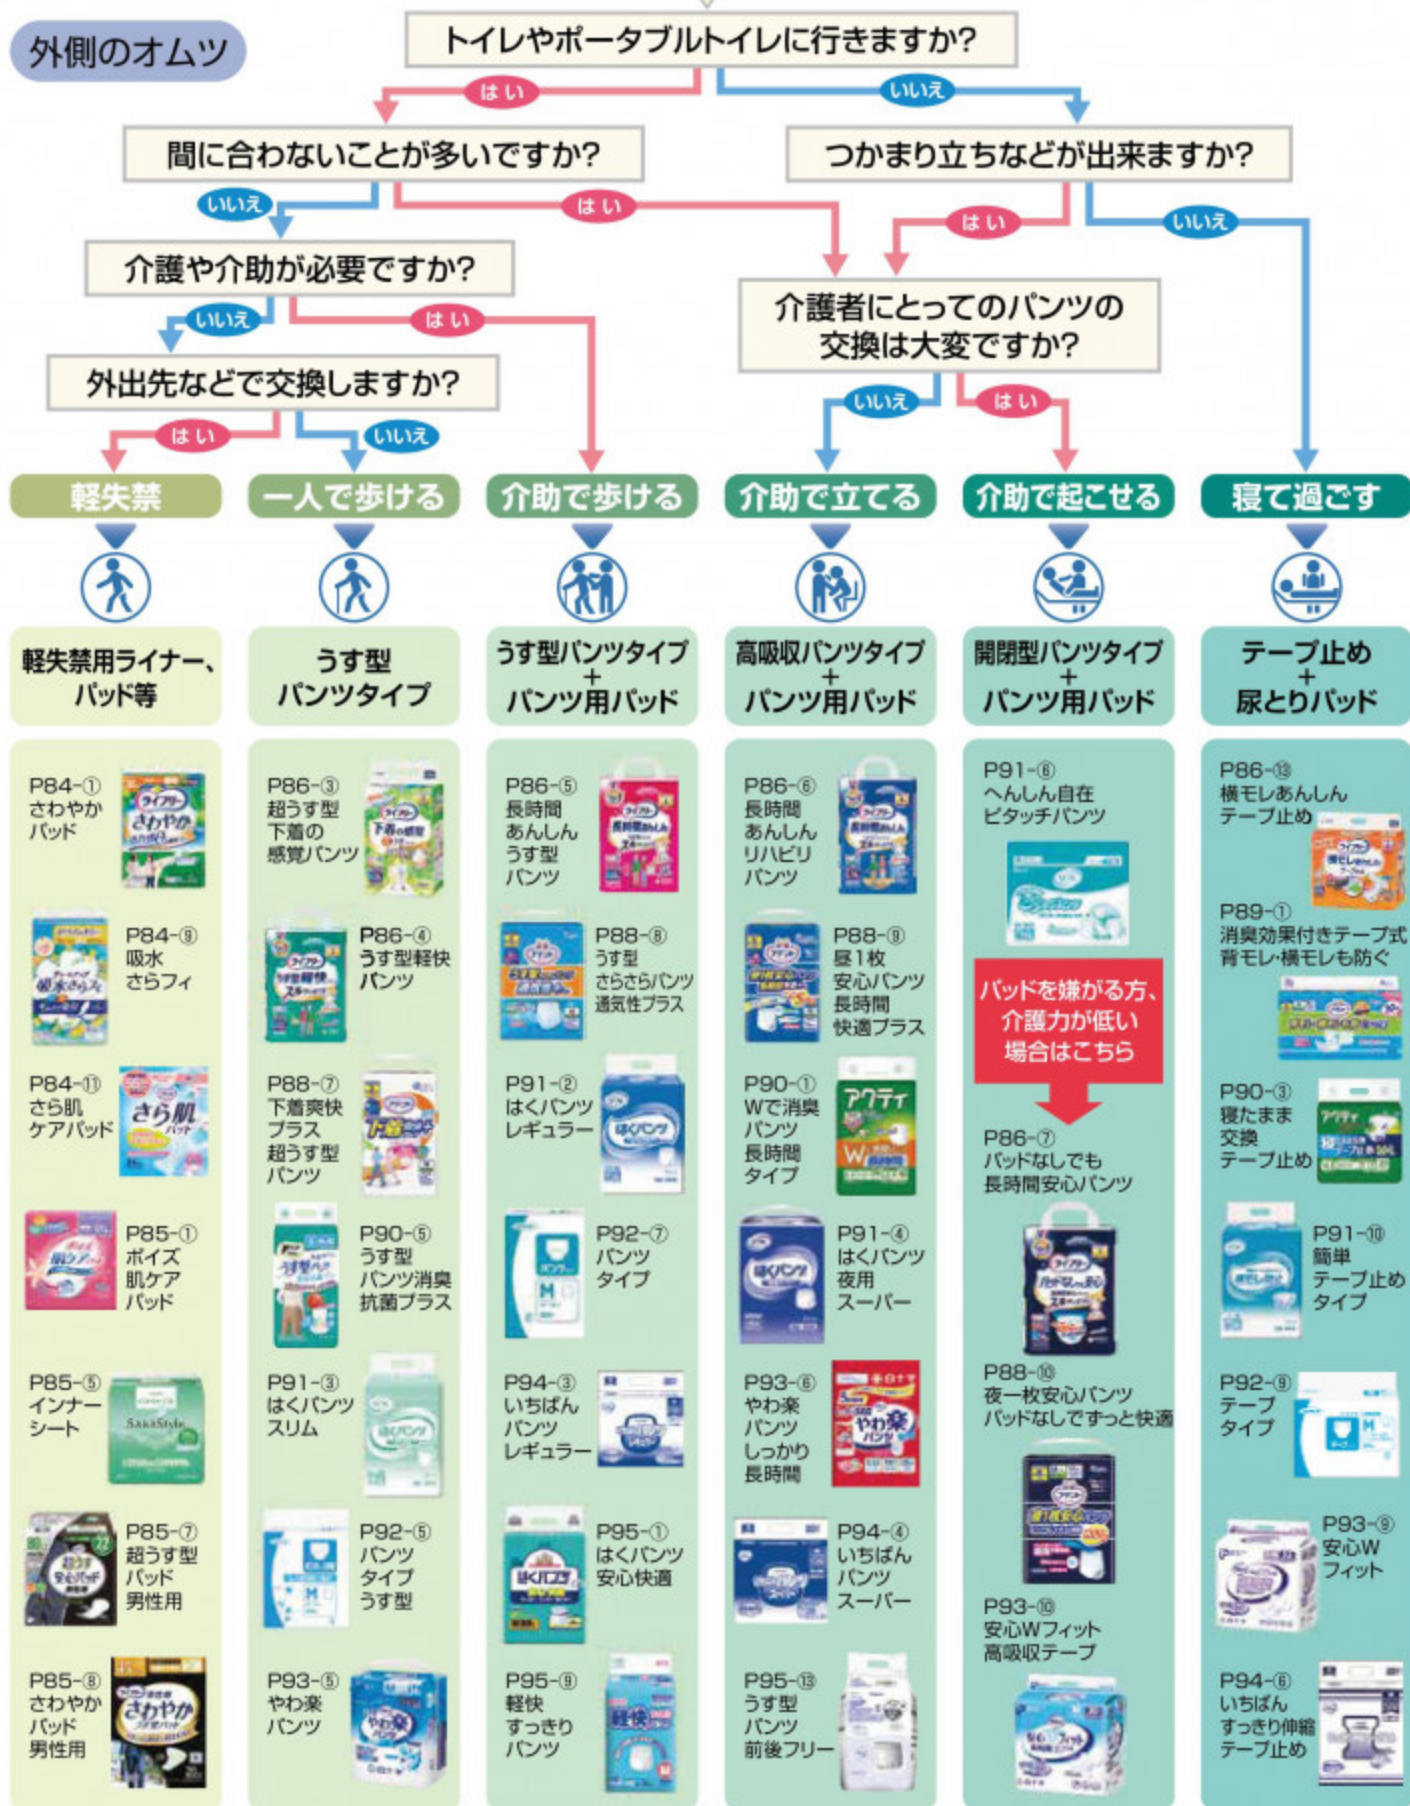 外側のオムツ
トイレやポータブルトイレに行きますか?
はい
いいえ
間に合わないことが多いですか?
つかまり立ちなどが出来ますか?
いいえ
はい
はい
いいえ
介護や介助が必要ですか?
介護者にとってのパンツの
交換は大変ですか?
いいえ
はい
外出先などで交換しますか?
いいえ
はい
はい
いいえ
軽失禁
一人で歩ける
介助で歩ける
介助で立てる
介助で起こせる
寝て過ごす
軽失禁用ライナー、
パッド等
うす型
パンツタイプ
うす型パンツタイプ
+
パンツ用パッド
高吸収パンツタイプ
+
パンツ用パッド
開閉型パンツタイプ
+
パンツ用パッド
テープ止め
+
尿とりパッド
P84-①
さわやか
パッド
P84-⑨
吸水
さらフィ
P84-⑪
さら肌
ケアパッド
さら肌
パッド
P85-①
ポイズ
肌ケア
パッド
P85-⑤
インナー
シート
P85-⑦
超うす型
パッド
男性用
P85-⑧
さわやか
パッド
男性用
P86-③
超うす型
下着の
感覚パンツ
P86-④
うす型軽快
パンツ
P88-⑦
下着爽快
プラス
超うす型
パンツ
P90-⑤
うす型
パンツ消臭
抗菌プラス
P91-③
はくパンツ
スリム
P92-⑤
パンツ
タイプ
うす型
P93-⑤
やわ楽
パンツ
P86-⑤
長時間
あんしん
うす型
パンツ
P88-⑧
うす型
さらさらパンツ
通気性プラス
P91-②
はくパンツ
レギュラー
はくパンツ
P92-⑦
パンツ
タイプ
P94-③
いちばん
パンツ
レギュラー
P95-①
はくパンツ
安心快適
はくパンツ
P95-⑨
軽快
すっきり
パンツ
軽快
P86-⑥
長時間
あんしん
リハビリ
パンツ
P88-⑨
昼1枚
安心パンツ
長時間
快適プラス
P90-①
Wで消臭
パンツ
長時間
タイプ
アクティ
P91-④
はくパンツ
夜用
スーパー
はくパンツ
P93-⑥
やわ楽
パンツ
しっかり
長時間
やわ楽
パンツ
P94-④
いちばん
パンツ
スーパー
P95-⑬
うす型
パンツ
前後フリー
P91-⑥
へんしん自在
ピタッチパンツ
パッドを嫌がる方、
介護力が低い
場合はこちら
P86-⑦
パッドなしでも
長時間安心パンツ
P88-⑩
夜一枚安心パンツ
パッドなしでずっと快適
P93-⑩
安心Wフィット
高吸収テープ
P86-⑬
横モレあんしん
テープ止め
P89-①
消臭効果付きテープ式
背モレ・横モレも防ぐ
P90-③
寝たまま
交換
テープ止め
P91-⑩
簡単
テープ止め
タイプ
P92-⑨
テープ
タイプ
P93-⑨
安心W
フィット
P94-⑥
いちばん
すっきり伸縮
テープ止め